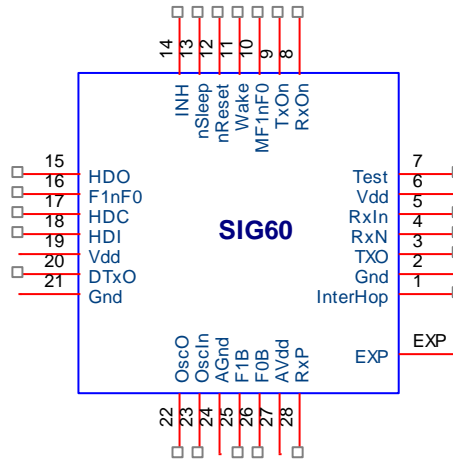 14 13 12 11 10 9 8
INH nSleep nReset Wake MF1nF0 TxOn RxOn
15 HDO
16 F1nF0
17 HDC
18 HDI
19 Vdd
20 DTxO
21 Gnd
SIG60
Test 7
Vdd 6
RxIn 5
RxN 4
TXO 3
Gnd 2
InterHop 1
EXP EXP
OscO OscIn AGnd F1B F0B AVdd RxP
22 23 24 25 26 27 28